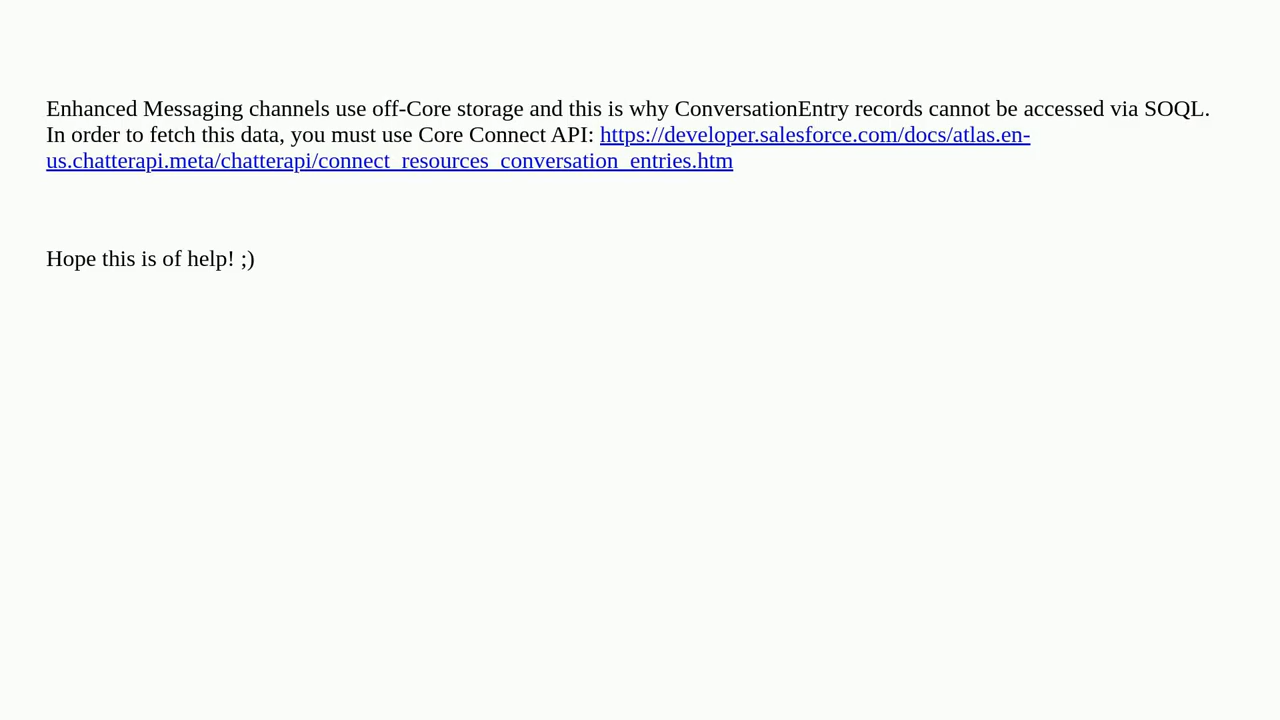 Enhanced Messaging channels use off-Core storage and this is why ConversationEntry records cannot be accessed via SOQL.
In order to fetch this data, you must use Core Connect API: https://developer.salesforce.com/docs/atlas.en-
us.chatterapi.meta/chatterapi/connect_resources_conversation_entries.htm
Hope this is of help! ;)